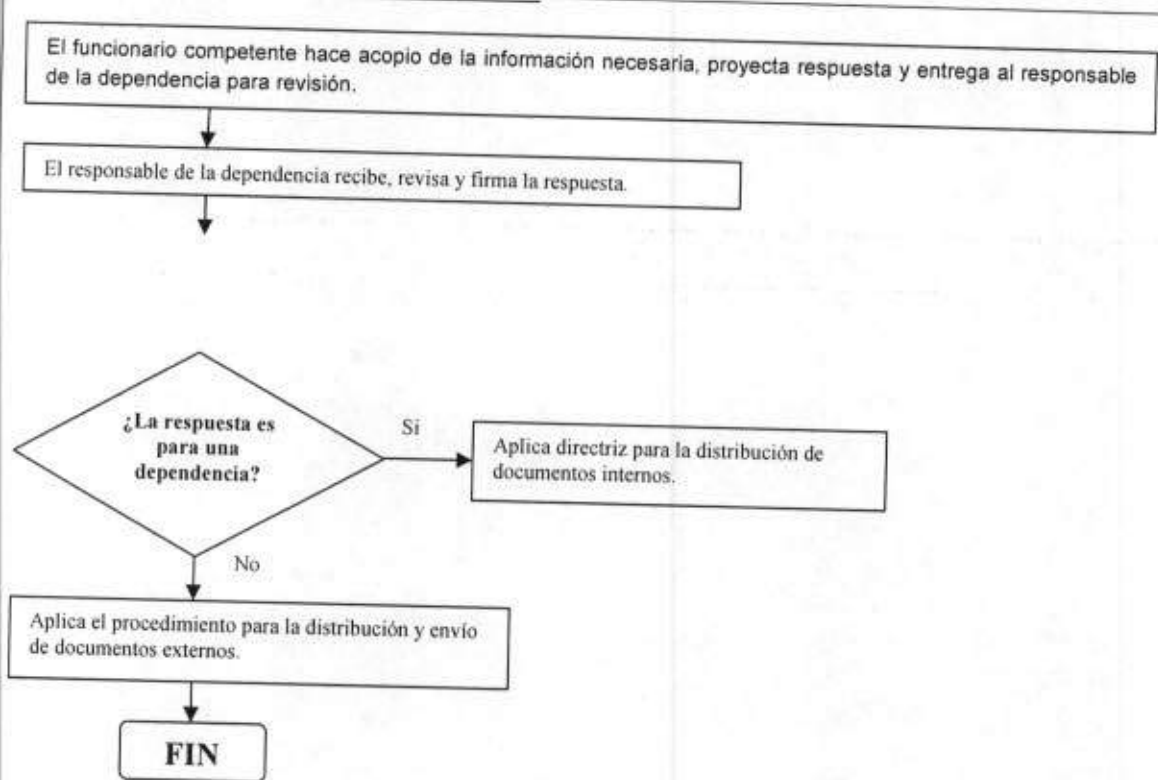 El funcionario competente hace acopio de la información necesaria, proyecta respuesta y entrega al responsable
de la dependencia para revisión.
El responsable de la dependencia recibe, revisa y firma la respuesta.
¿La respuesta es
para una
dependencia?
Si
Aplica directriz para la distribución de
documentos internos.
No
Aplica el procedimiento para la distribución y envío
de documentos externos.
FIN